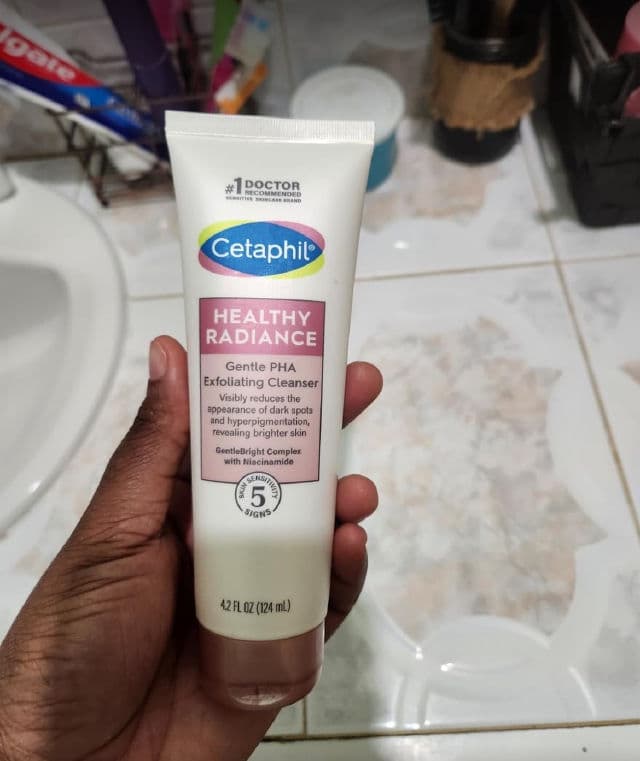 Colgate
#1 DOCTOR
RECOMMENDED
SENSITIVE SKINCARE BRAND
Cetaphil®
HEALTHY
RADIANCE
Gentle PHA
Exfoliating Cleanser
Visibly reduces the
appearance of dark spots
and hyperpigmentation,
revealing brighter skin
GentleBright Complex
with Niacinamide
SKIN SENSITIVITY
5
SIGNS
4.2 FL OZ (124 mL)